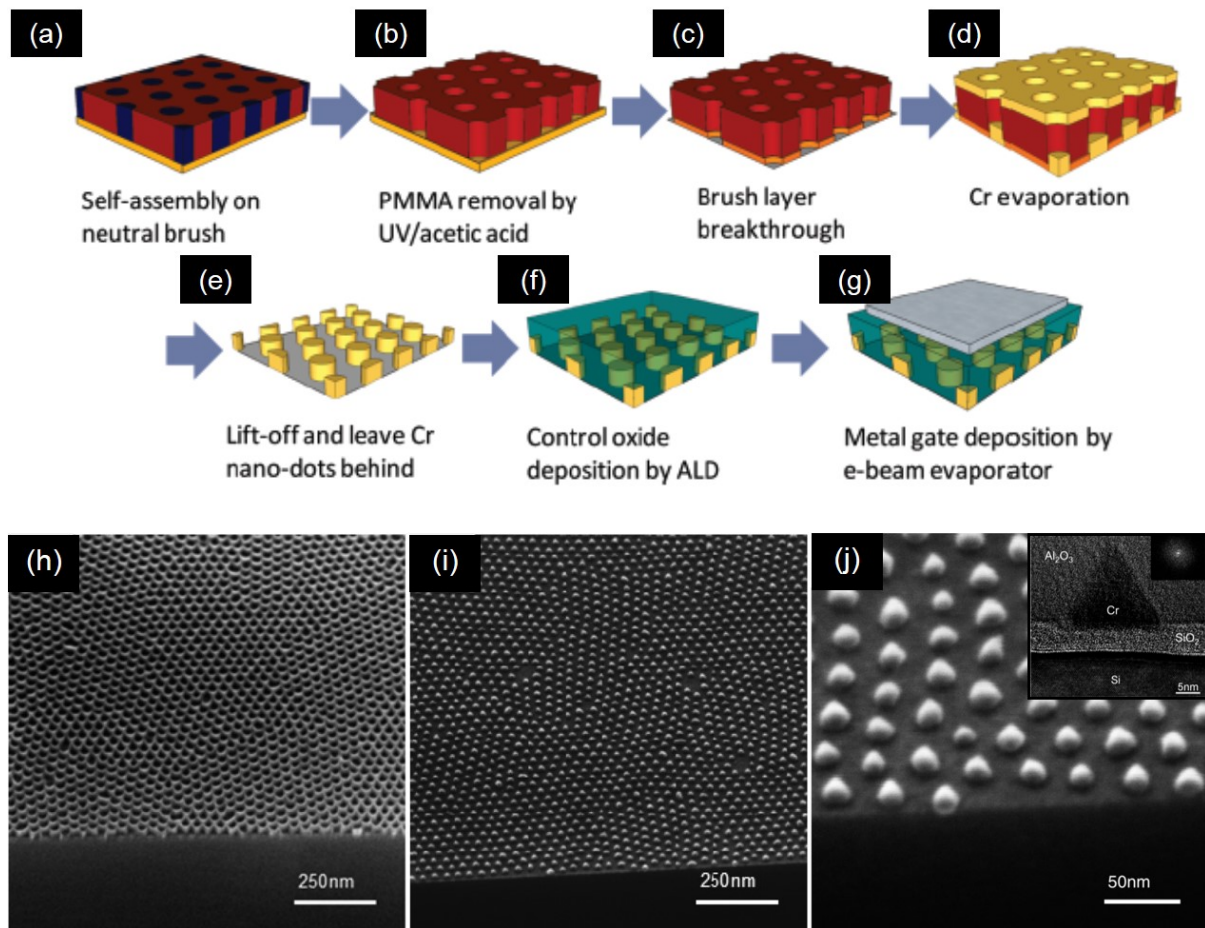 (a)
(b)
(c)
(d)
Self-assembly on
neutral brush
PMMA removal by
UV/acetic acid
Brush layer
breakthrough
Cr evaporation
(e)
(f)
(g)
Lift-off and leave Cr
nano-dots behind
Control oxide
deposition by ALD
Metal gate deposition by
e-beam evaporator
(h)
250nm
(i)
250nm
(j)
Al₂O₃
Cr
SiO₂
Si
5nm
50nm